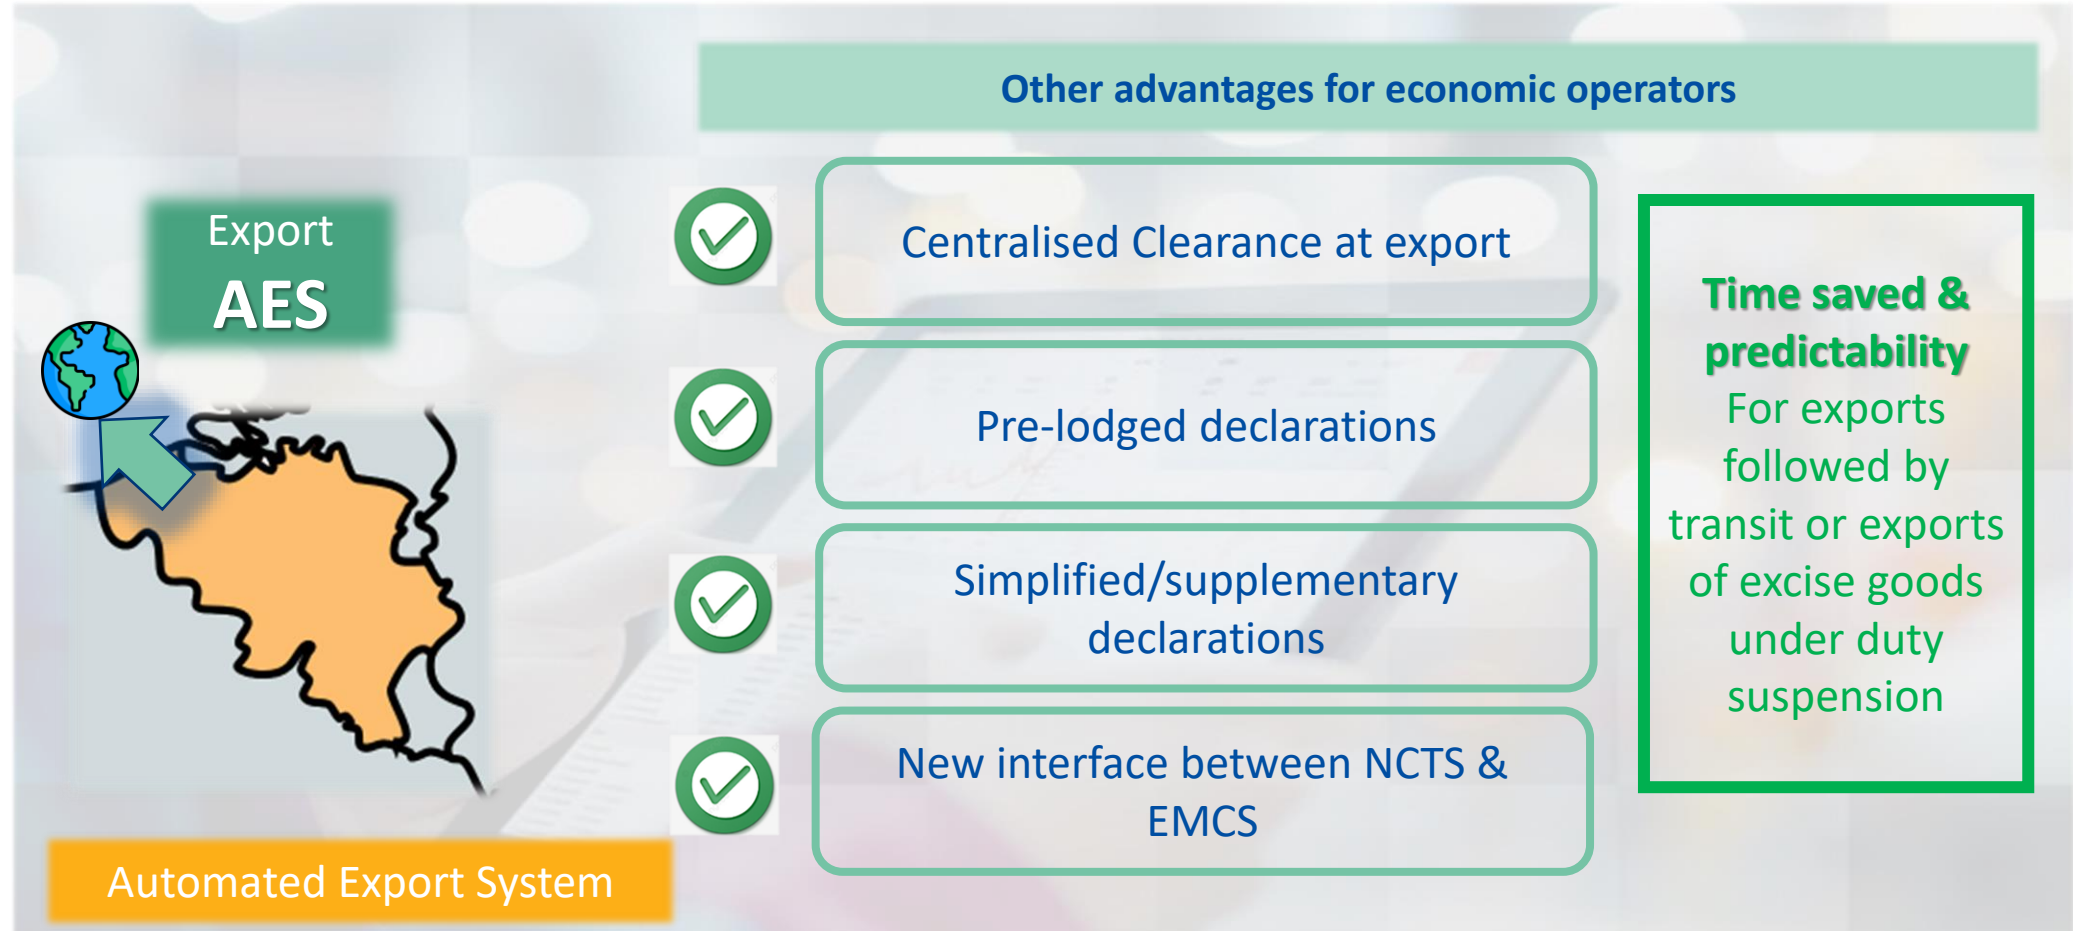 Other advantages for economic operators
Export
AES
Automated Export System
Centralised Clearance at export
Pre-lodged declarations
Simplified/supplementary
declarations
New interface between NCTS &
EMCS
Time saved &
predictability
For exports
followed by
transit or exports
of excise goods
under duty
suspension